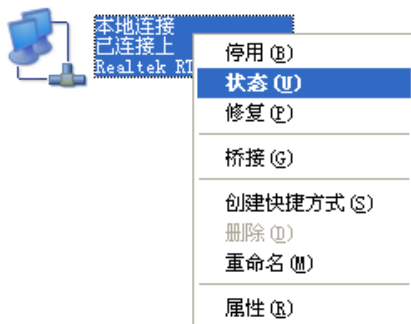 本地连接
已连接上
Realtek RT
停用(B)
状态(U)
修复(P)
桥接(G)
创建快捷方式(S)
删除(D)
重命名(M)
属性(R)